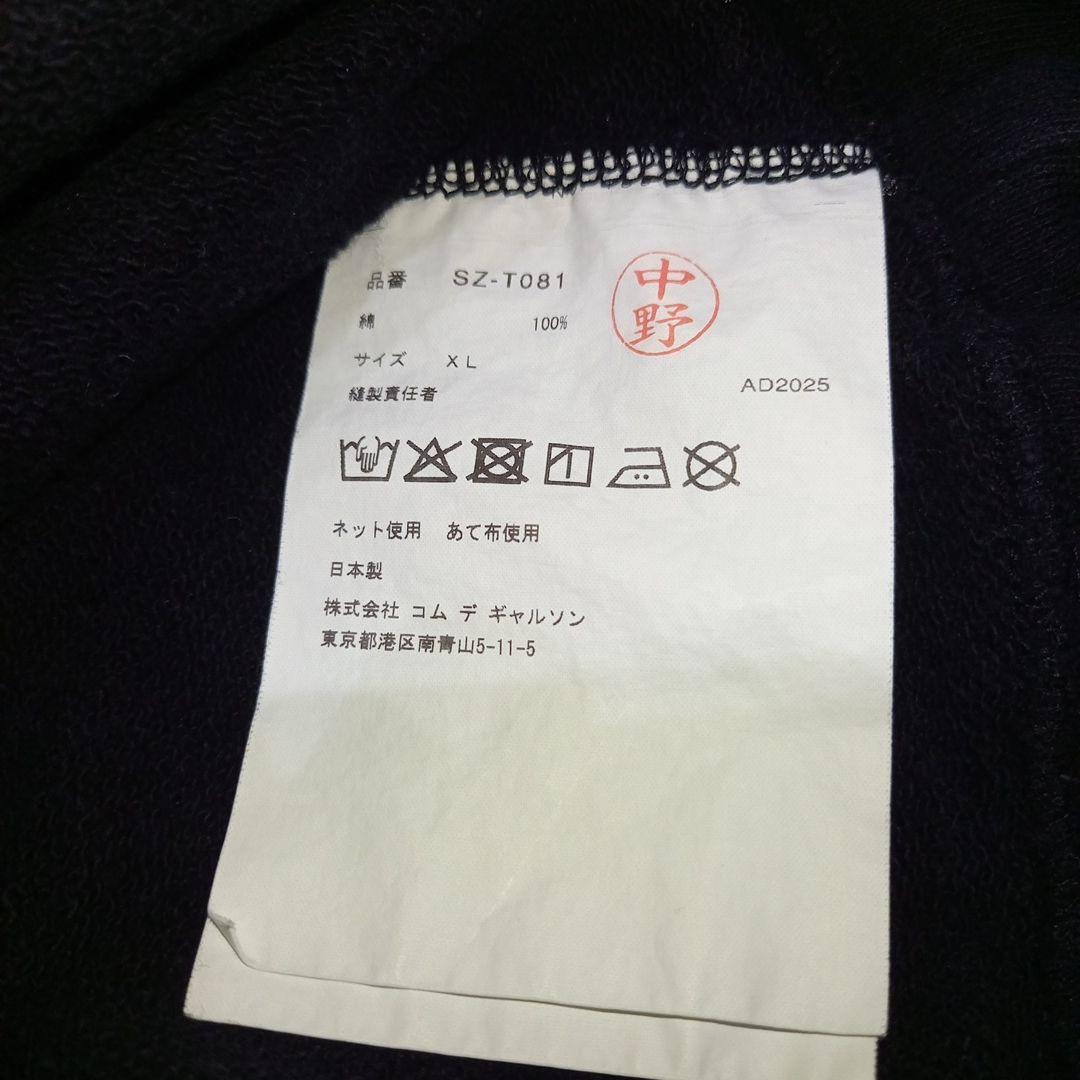 品番 SZ-T081
中野
綿 100%
サイズ XL
縫製責任者
AD2025
ネット使用 あて布使用
日本製
株式会社 コム デ ギャルソン
東京都港区南青山5-11-5